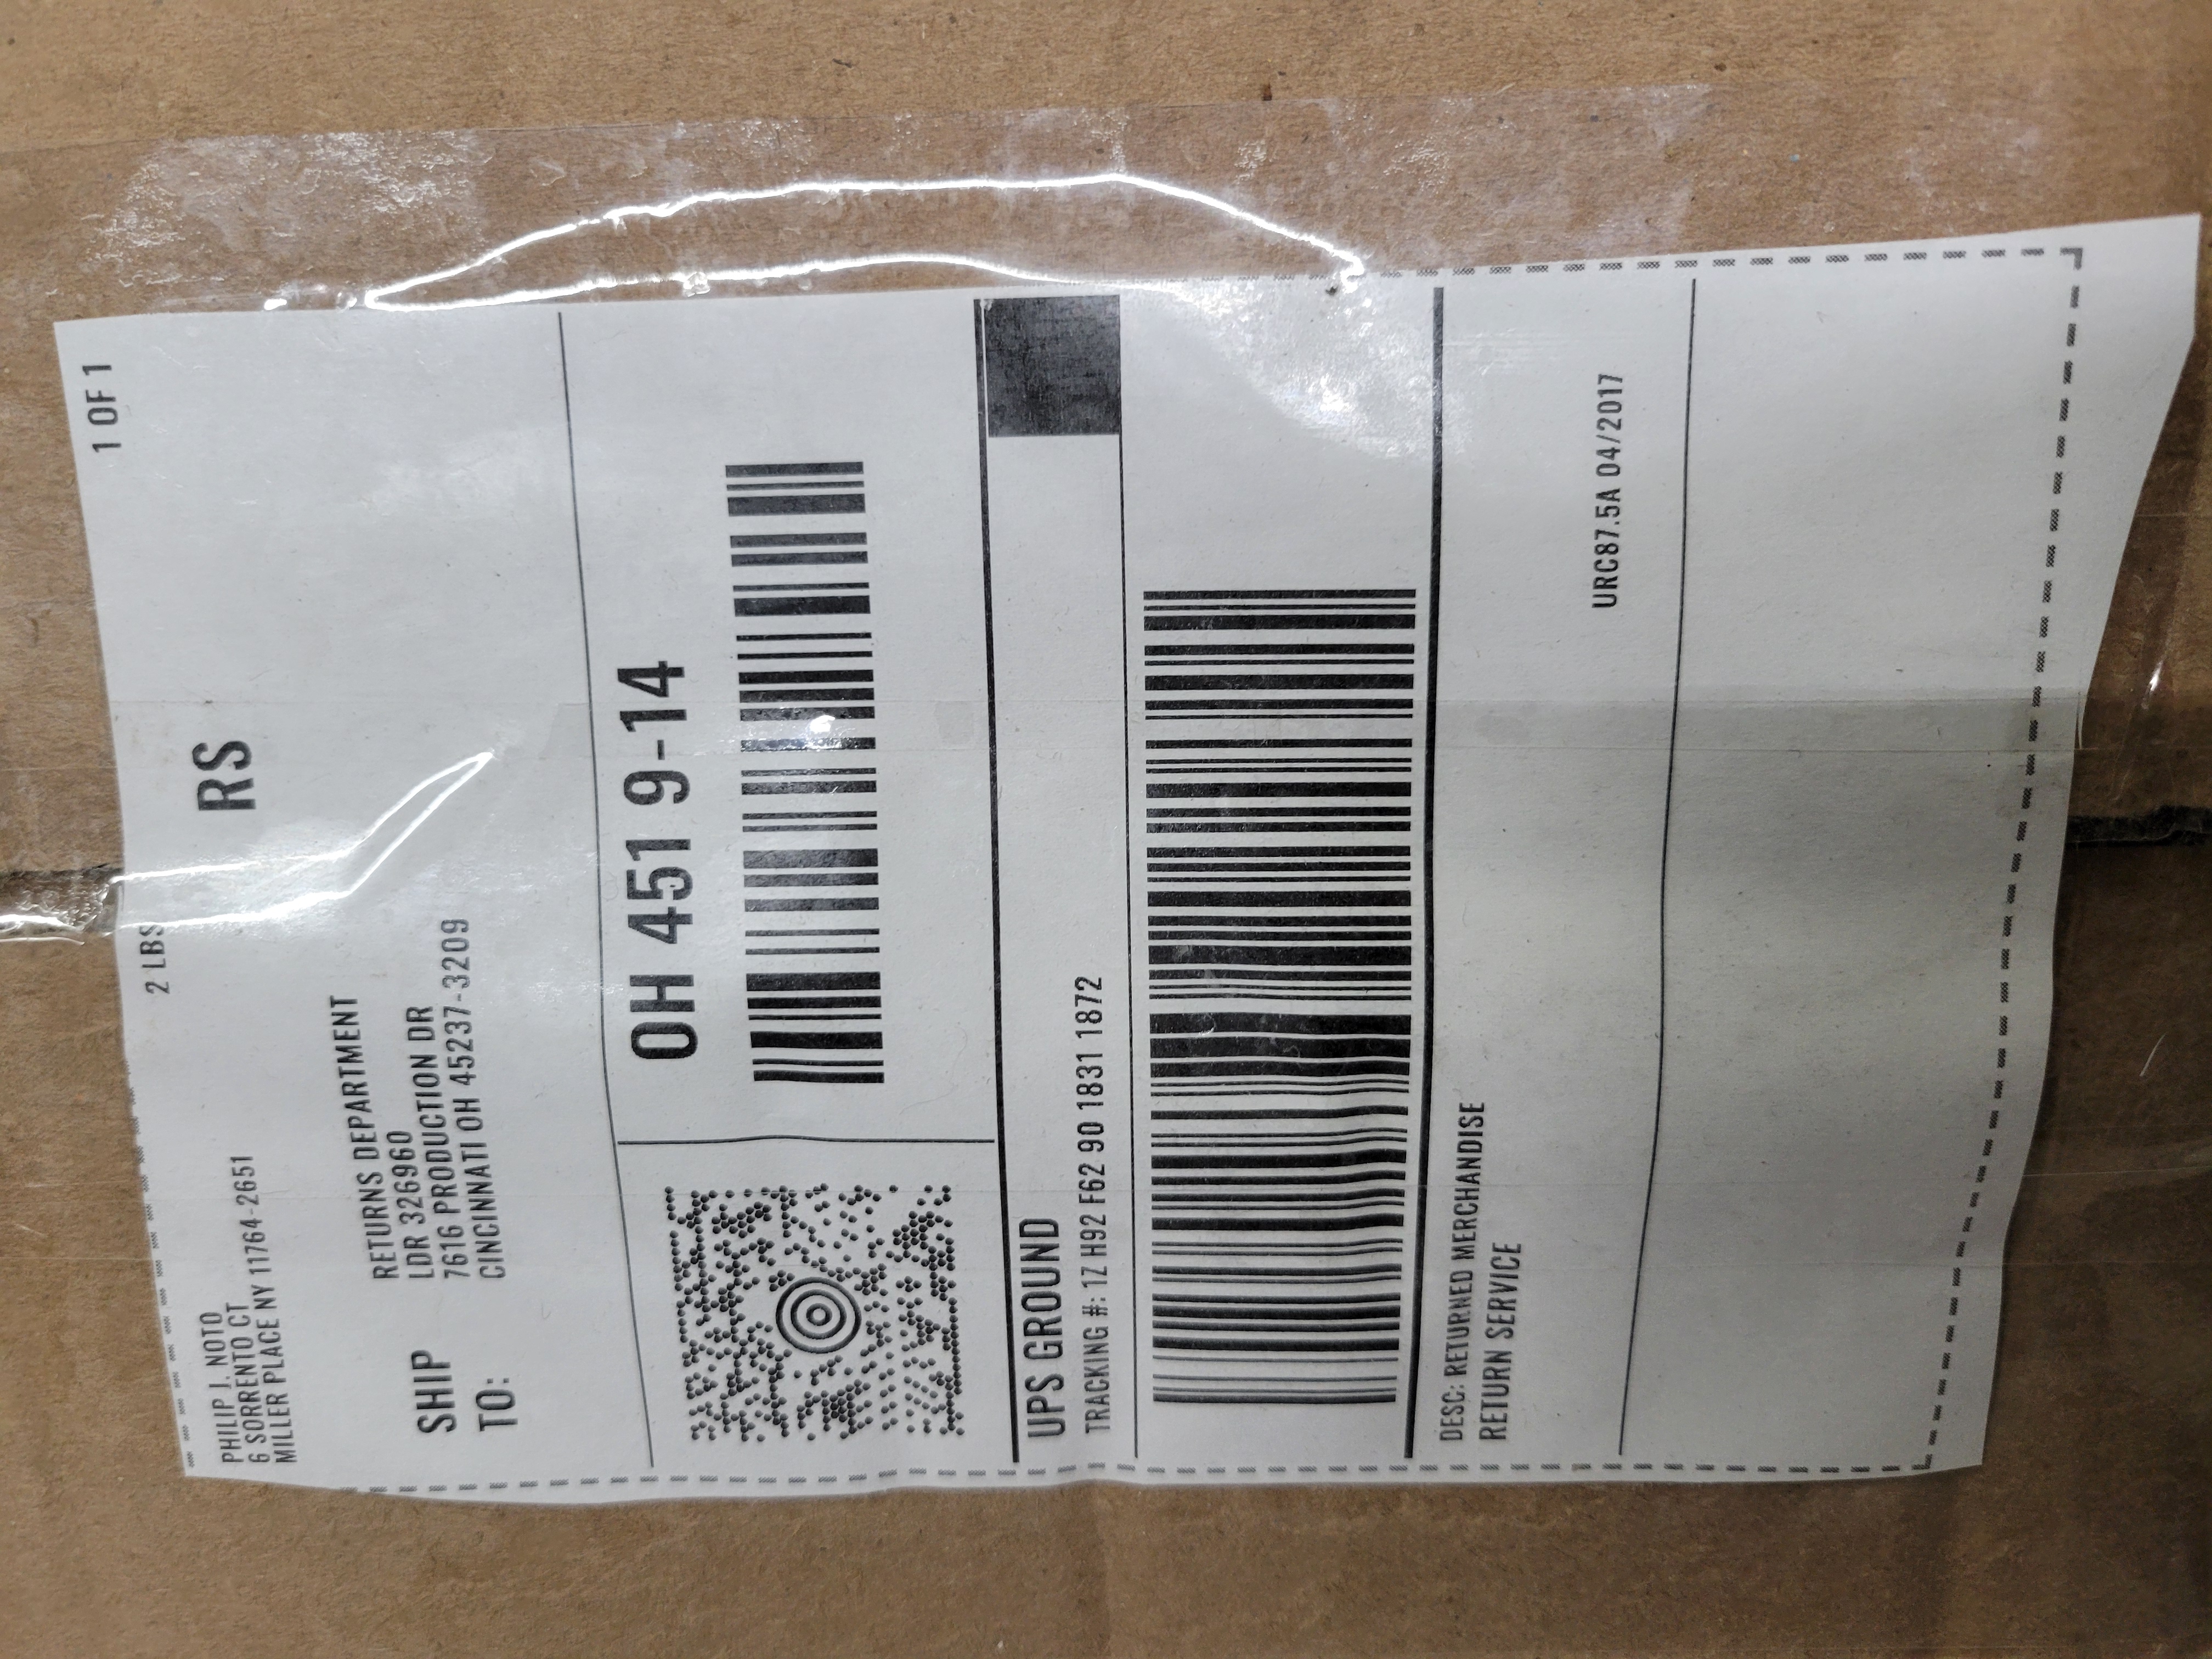 1 OF 1
2 LBS
RS
PHILIP J. NOTO
6 SORRENTO CT
MILLER PLACE NY 11764-2651
SHIP
TO:
RETURNS DEPARTMENT
LDR 326960
7616 PRODUCTION DR
CINCINNATI OH 45237-3209
OH 451 9-14
UPS GROUND
TRACKING #: 1Z H92 F62 90 1831 1872
DESC: RETURNED MERCHANDISE
RETURN SERVICE
URC87.5A 04/2017